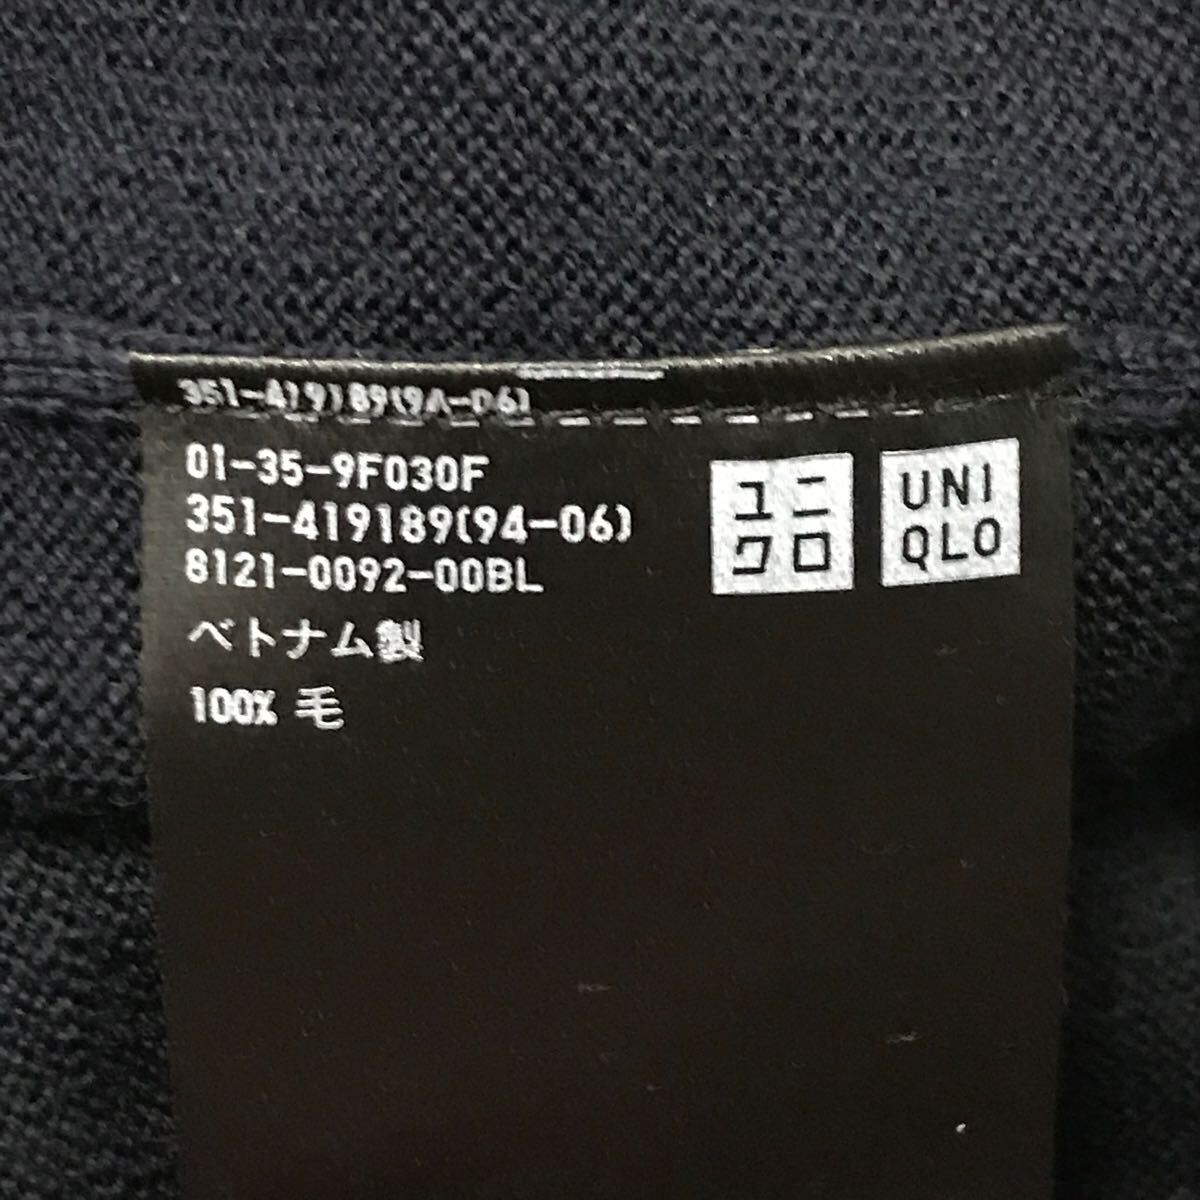 351-419189(94-06)
01-35-9F030F
351-419189(94-06)
8121-0092-00BL
ベトナム製
100% 毛
ユニ
クロ
UNI
QLO